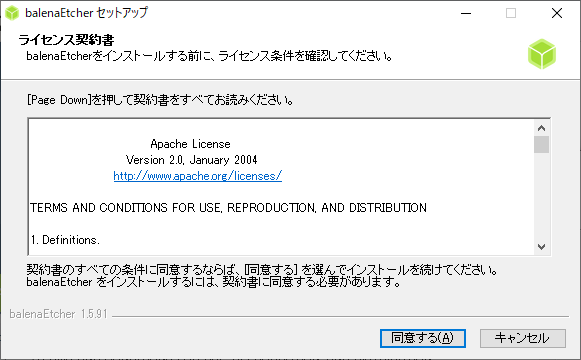 balenaEtcher セットアップ
ライセンス契約書
balenaEtcherをインストールする前に、ライセンス条件を確認してください。
[Page Down]を押して契約書をすべてお読みください。
Apache License
Version 2.0, January 2004
http://www.apache.org/licenses/
TERMS AND CONDITIONS FOR USE, REPRODUCTION, AND DISTRIBUTION
1. Definitions.
契約書のすべての条件に同意するならば、[同意する] を選んでインストールを続けてください。
balenaEtcher をインストールするには、契約書に同意する必要があります。
balenaEtcher 1.5.91
同意する(A)
キャンセル